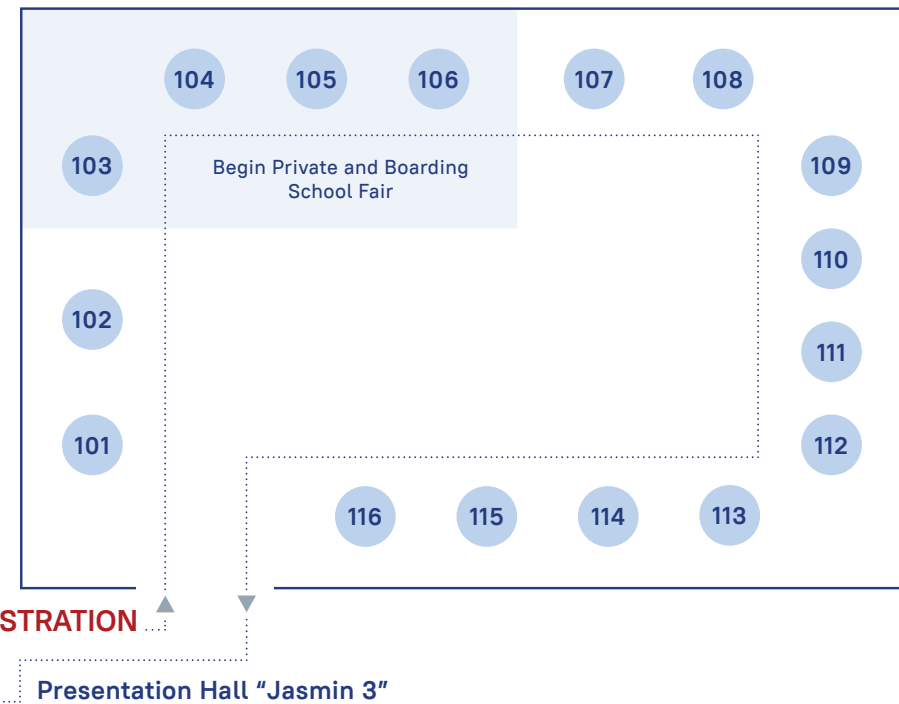 104 105 106 107 108
103
Begin Private and Boarding
School Fair
109
110
102
111
101
112
116 115 114 113
STRATION
Presentation Hall “Jasmin 3”